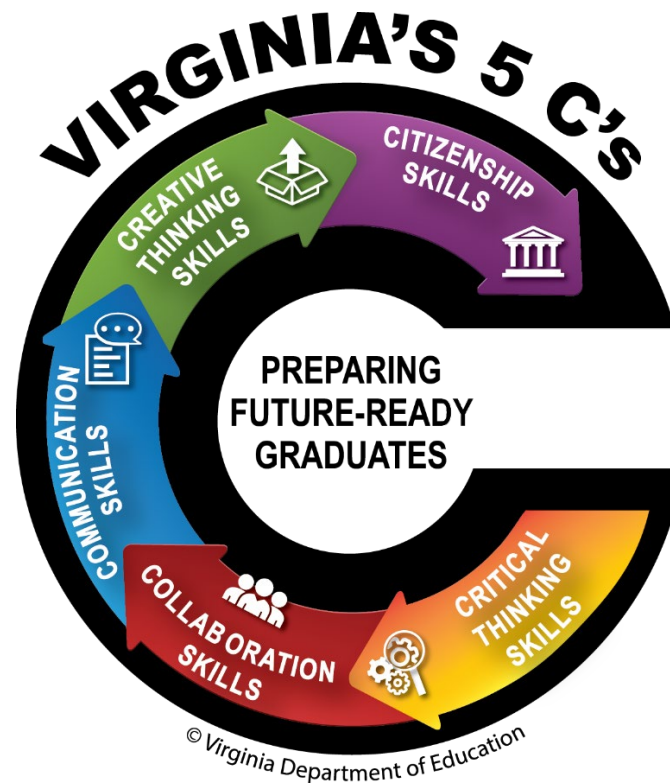 VIRGINIA'S 5 C's
CREATIVE
THINKING
SKILLS
CITIZENSHIP
SKILLS
PREPARING
FUTURE-READY
GRADUATES
COMMUNICATION
SKILLS
COLLABORATION
SKILLS
CRITICAL
THINKING
SKILLS
© Virginia Department of Education